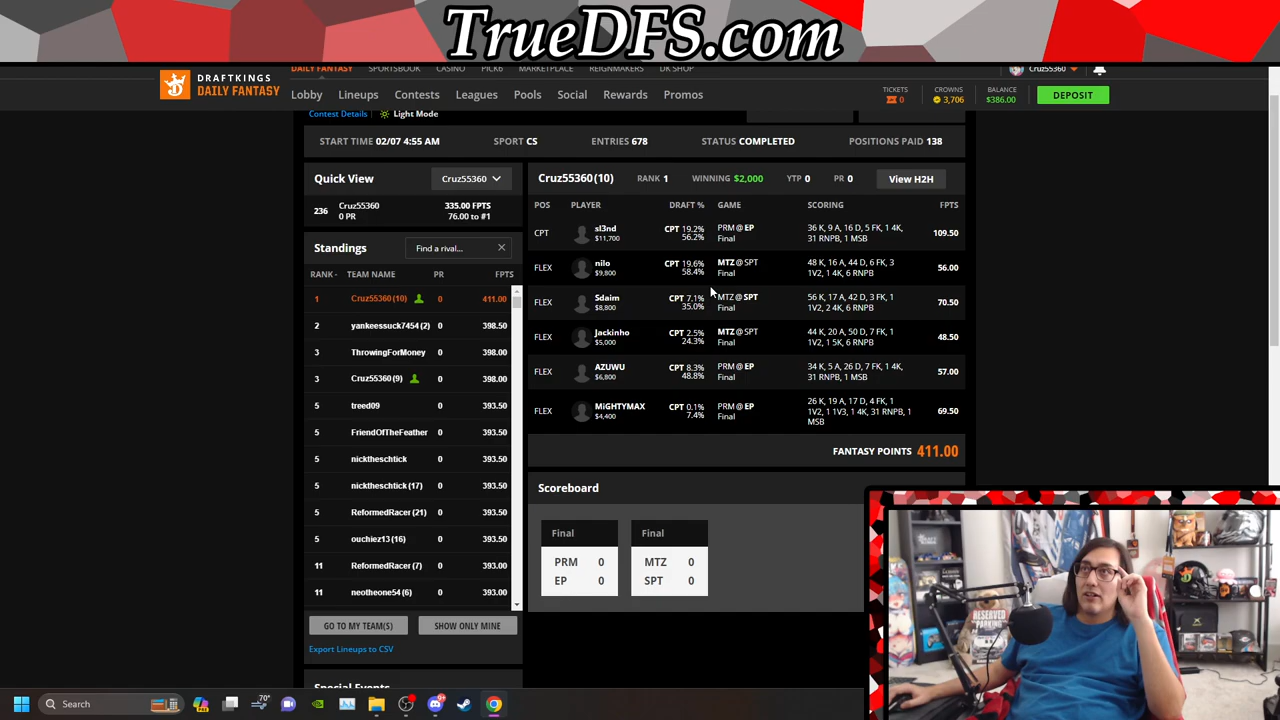 TrueDFS.com
DRAFTKINGS
DAILY FANTASY
DAILY FANTASY SPORTSBOOK CASINO PICK6 MARKETPLACE REIGNMAKERS DK SHOP
Cruz55360
Lobby Lineups Contests Leagues Pools Social Rewards Promos
TICKETS
0
CROWNS
3,706
BALANCE
$386.00
DEPOSIT
Contest Details Light Mode
START TIME 02/07 4:55 AM SPORT CS ENTRIES 678 STATUS COMPLETED POSITIONS PAID 138
Quick View Cruz55360
236 Cruz55360 335.00 FPTS
0 PR 76.00 to #1
Standings Find a rival...
RANK TEAM NAME PR FPTS
1 Cruz55360 (10) 0 411.00
2 yankeessuck7454 (2) 0 398.50
3 ThrowingForMoney 0 398.00
3 Cruz55360 (9) 0 398.00
5 treed09 0 393.50
5 FriendOfTheFeather 0 393.50
5 nicktheschtick 0 393.50
5 nicktheschtick (17) 0 393.50
5 ReformedRacer (21) 0 393.50
5 ouchiez13 (16) 0 393.50
11 ReformedRacer (7) 0 393.00
11 neotheone54 (6) 0 393.00
GO TO MY TEAM(S) SHOW ONLY MINE
Export Lineups to CSV
Special Events
Cruz55360(10) RANK 1 WINNING $2,000 YTP 0 PR 0 View H2H
POS PLAYER DRAFT % GAME SCORING FPTS
CPT sl3nd CPT 19.2% PRM@EP 36 K, 9 A, 16 D, 5 F, 1 4K, 109.50
$11,700 56.2% Final 31 RNPB, 1 MSB
FLEX nilo CPT 19.6% MTZ@SPT 48 K, 16 A, 44 D, 6 FK, 3 56.00
$9,800 58.4% Final 1V2, 1 4K, 6 RNPB
FLEX Sdaim CPT 7.1% MTZ@SPT 56 K, 17 A, 42 D, 3 FK, 1 70.50
$8,800 35.0% Final 1V2, 2 4K, 6 RNPB
FLEX Jackinho CPT 2.5% MTZ@SPT 44 K, 20 A, 50 D, 7 FK, 1 48.50
$5,000 24.3% Final 1V2, 1 5K, 6 RNPB
FLEX AZUWU CPT 8.3% PRM@EP 34 K, 5 A, 26 D, 7 FK, 1 4K, 57.00
$6,800 48.8% Final 31 RNPB, 1 MSB
FLEX MiGHTYMAX CPT 0.1% PRM@EP 26 K, 19 A, 17 D, 4 FK, 1 69.50
$4,400 7.4% Final 1V2, 1 1V3, 1 4K, 31 RNPB, 1
MSB
FANTASY POINTS 411.00
Scoreboard
Final Final
PRM 0 MTZ 0
EP 0 SPT 0
RESERVED
PARKING
Search
70°